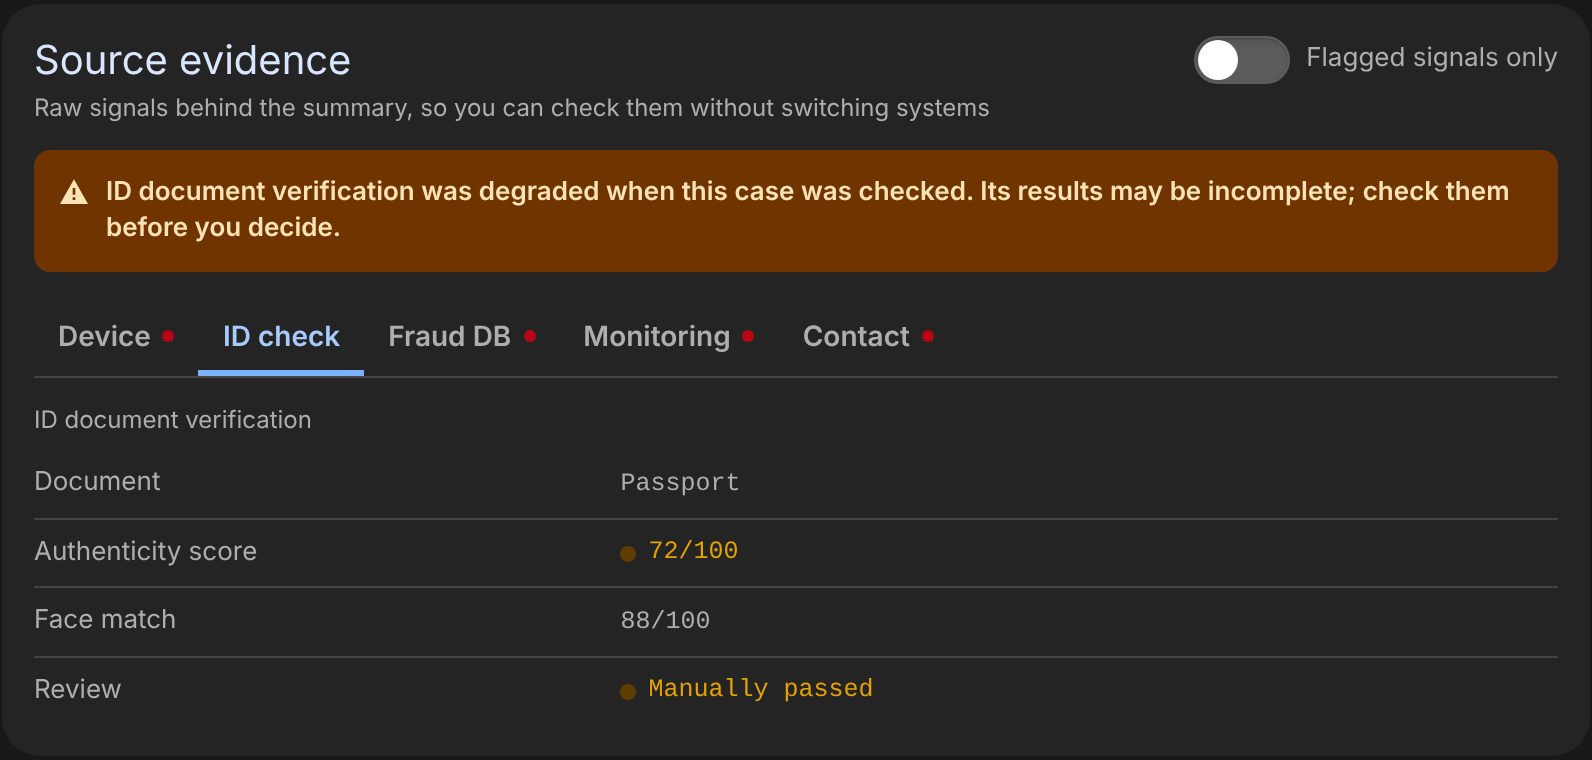 Source evidence
Flagged signals only
Raw signals behind the summary, so you can check them without switching systems
ID document verification was degraded when this case was checked. Its results may be incomplete; check them
before you decide.
Device ID check Fraud DB Monitoring Contact
ID document verification
Document Passport
Authenticity score 72/100
Face match 88/100
Review Manually passed